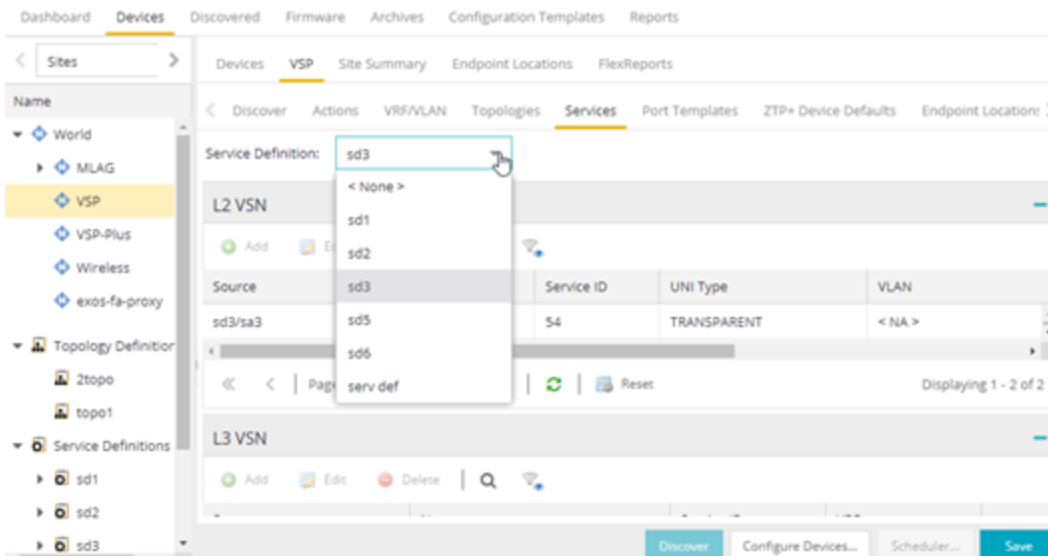 Dashboard Devices Discovered Firmware Archives Configuration Templates Reports
Sites
Devices VSP Site Summary Endpoint Locations FlexReports
Name
Discover Actions VRF/VLAN Topologies Services Port Templates ZTP+ Device Defaults Endpoint Locations
World
MLAG
VSP
VSP-Plus
Wireless
exos-fa-proxy
Topology Definition
2topo
topo1
Service Definitions
sd1
sd2
sd3
Service Definition: sd3
< None >
sd1
sd2
sd3
sd5
sd6
serv def
L2 VSN
Add
Source Service ID UNI Type VLAN
sd3/sa3 54 TRANSPARENT < NA >
Reset Displaying 1 - 2 of 2
L3 VSN
Add Edit Delete
Discover Configure Devices... Scheduler... Save